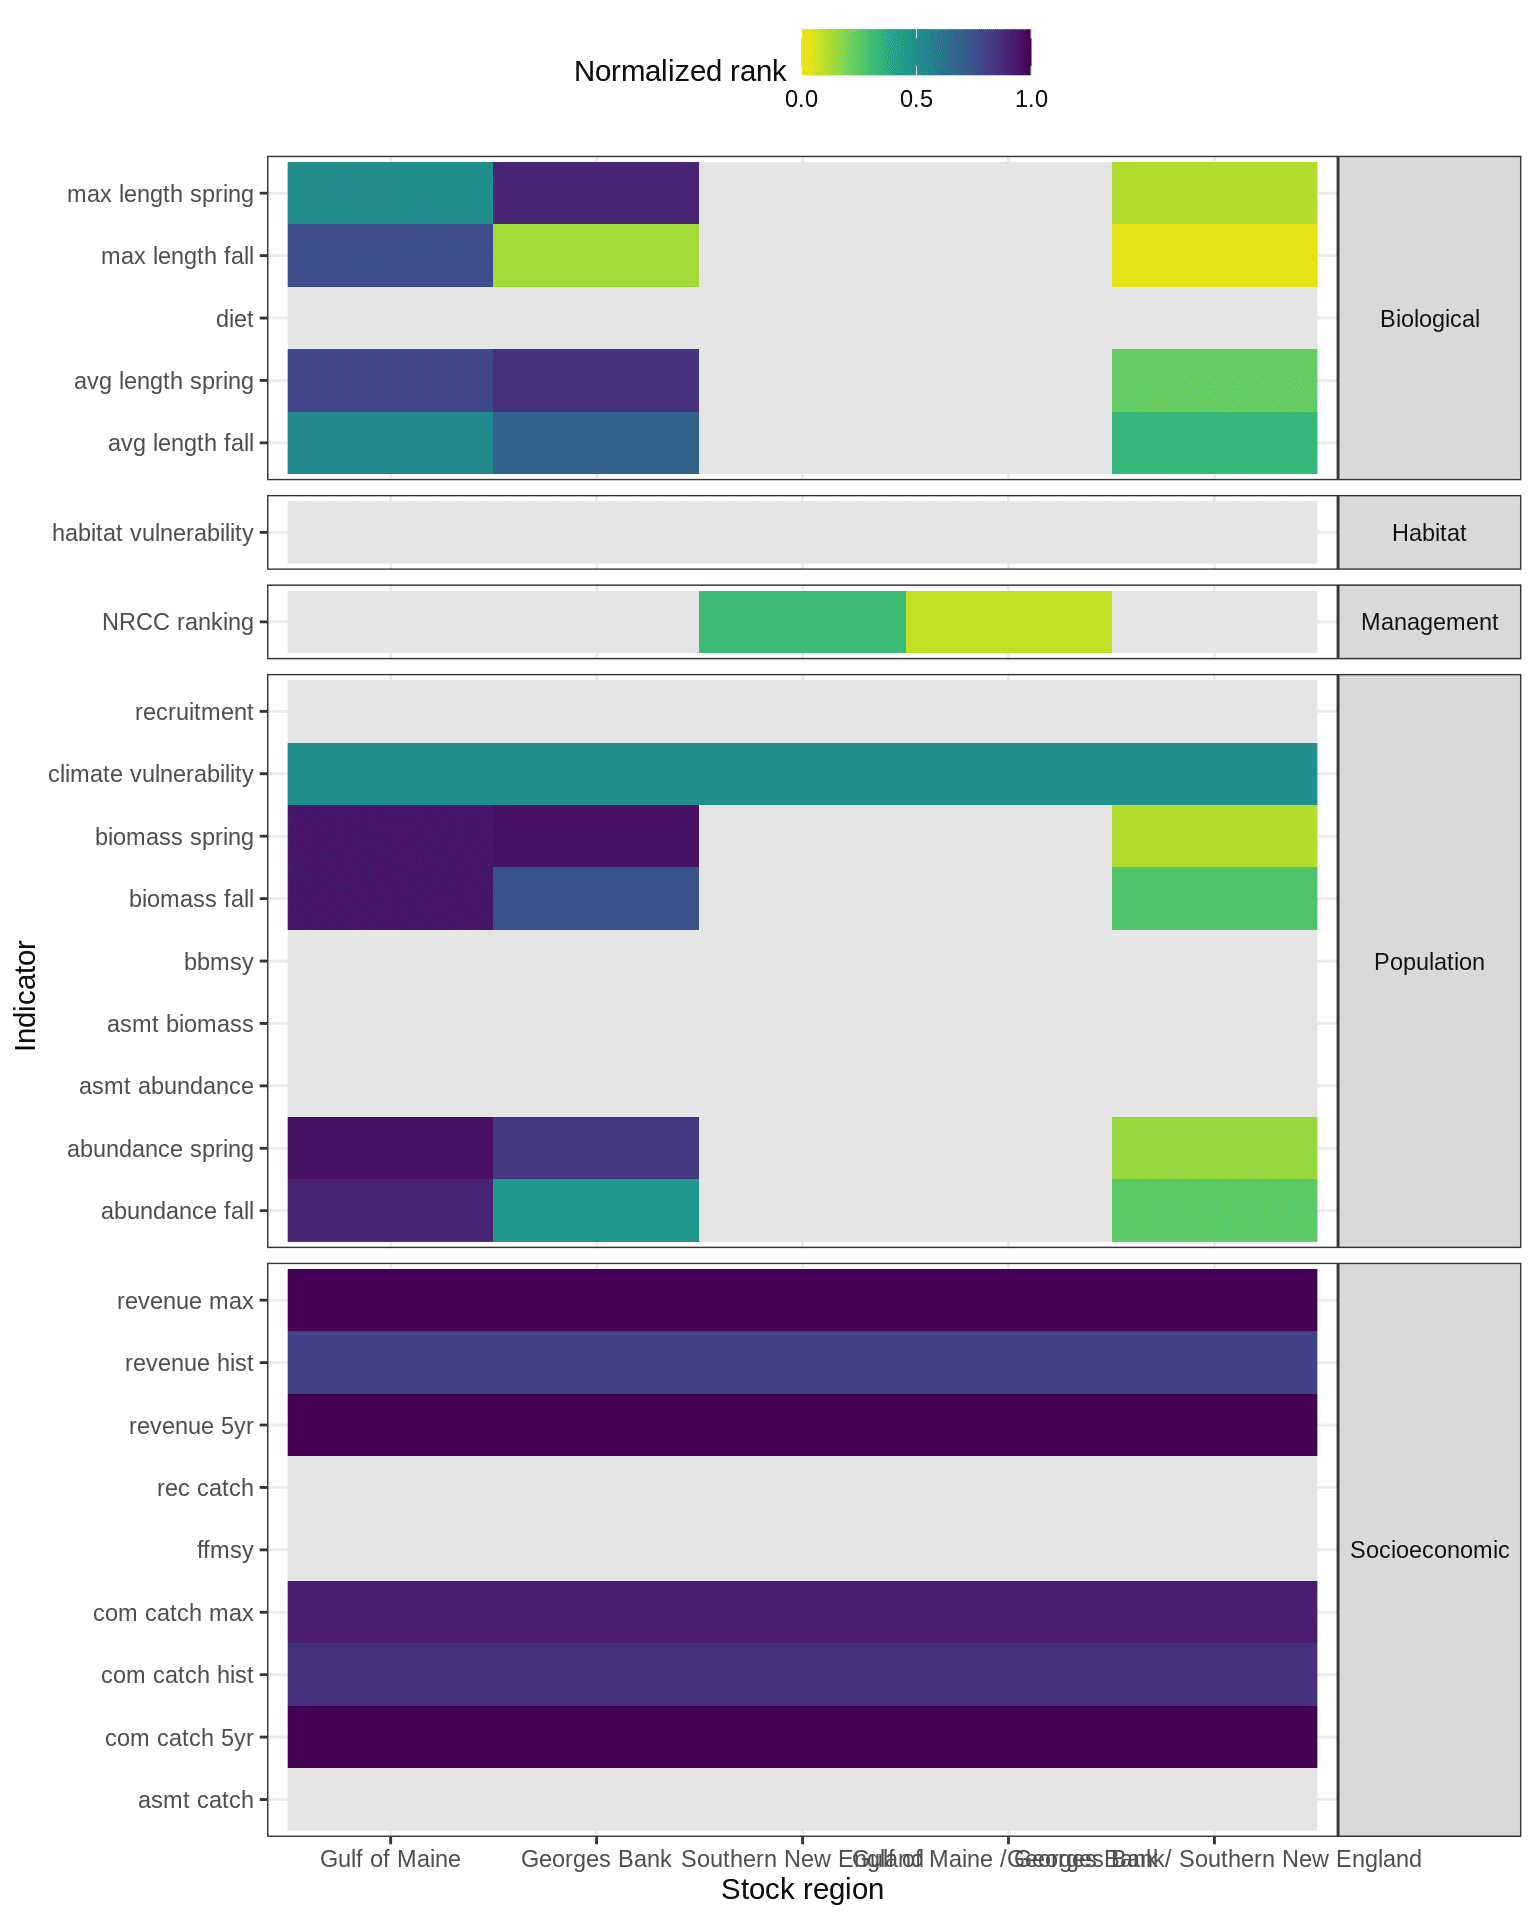 Normalized rank
0.0 0.5 1.0
max length spring
max length fall
diet
avg length spring
avg length fall
Biological
habitat vulnerability
Habitat
NRCC ranking
Management
recruitment
climate vulnerability
biomass spring
biomass fall
bbmsy
asmt biomass
asmt abundance
abundance spring
abundance fall
Population
revenue max
revenue hist
revenue 5yr
rec catch
ffmsy
com catch max
com catch hist
com catch 5yr
asmt catch
Socioeconomic
Indicator
Gulf of Maine
Georges Bank
Southern New England
Gulf of Maine / Georges Bank
Georges Bank / Southern New England
Stock region